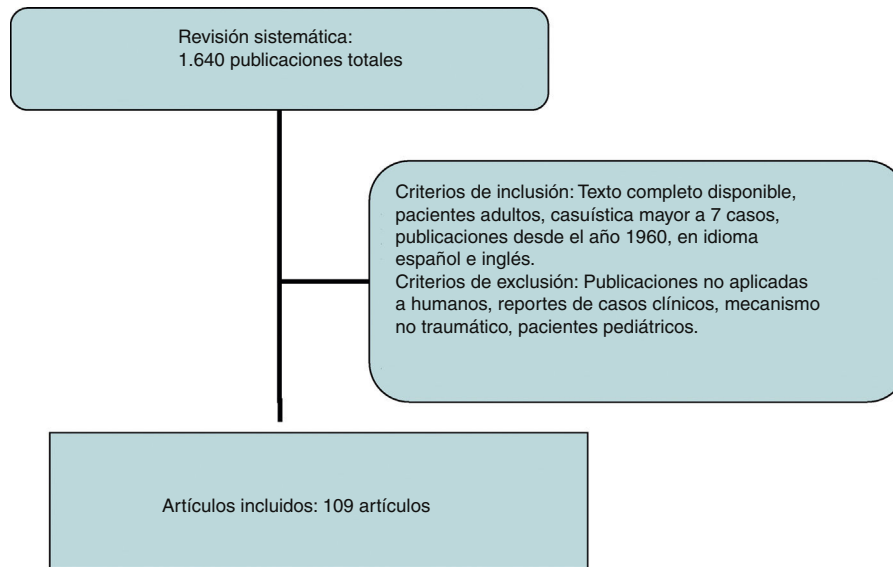 Revisión sistemática:
1.640 publicaciones totales
Criterios de inclusión: Texto completo disponible,
pacientes adultos, casuística mayor a 7 casos,
publicaciones desde el año 1960, en idioma
español e inglés.
Criterios de exclusión: Publicaciones no aplicadas
a humanos, reportes de casos clínicos, mecanismo
no traumático, pacientes pediátricos.
Artículos incluidos: 109 artículos